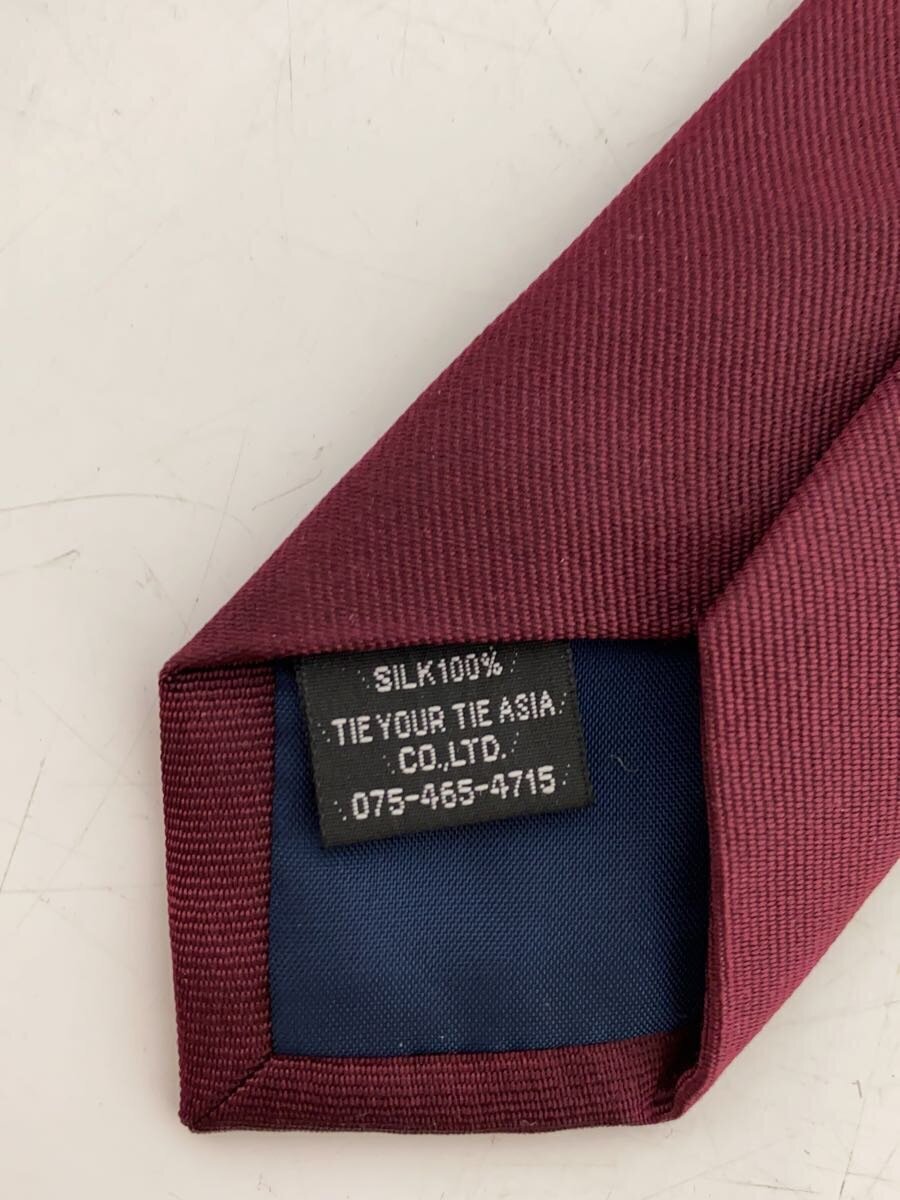 SILK100%
TIE YOUR TIE ASIA
CO.,LTD.
075-465-4715